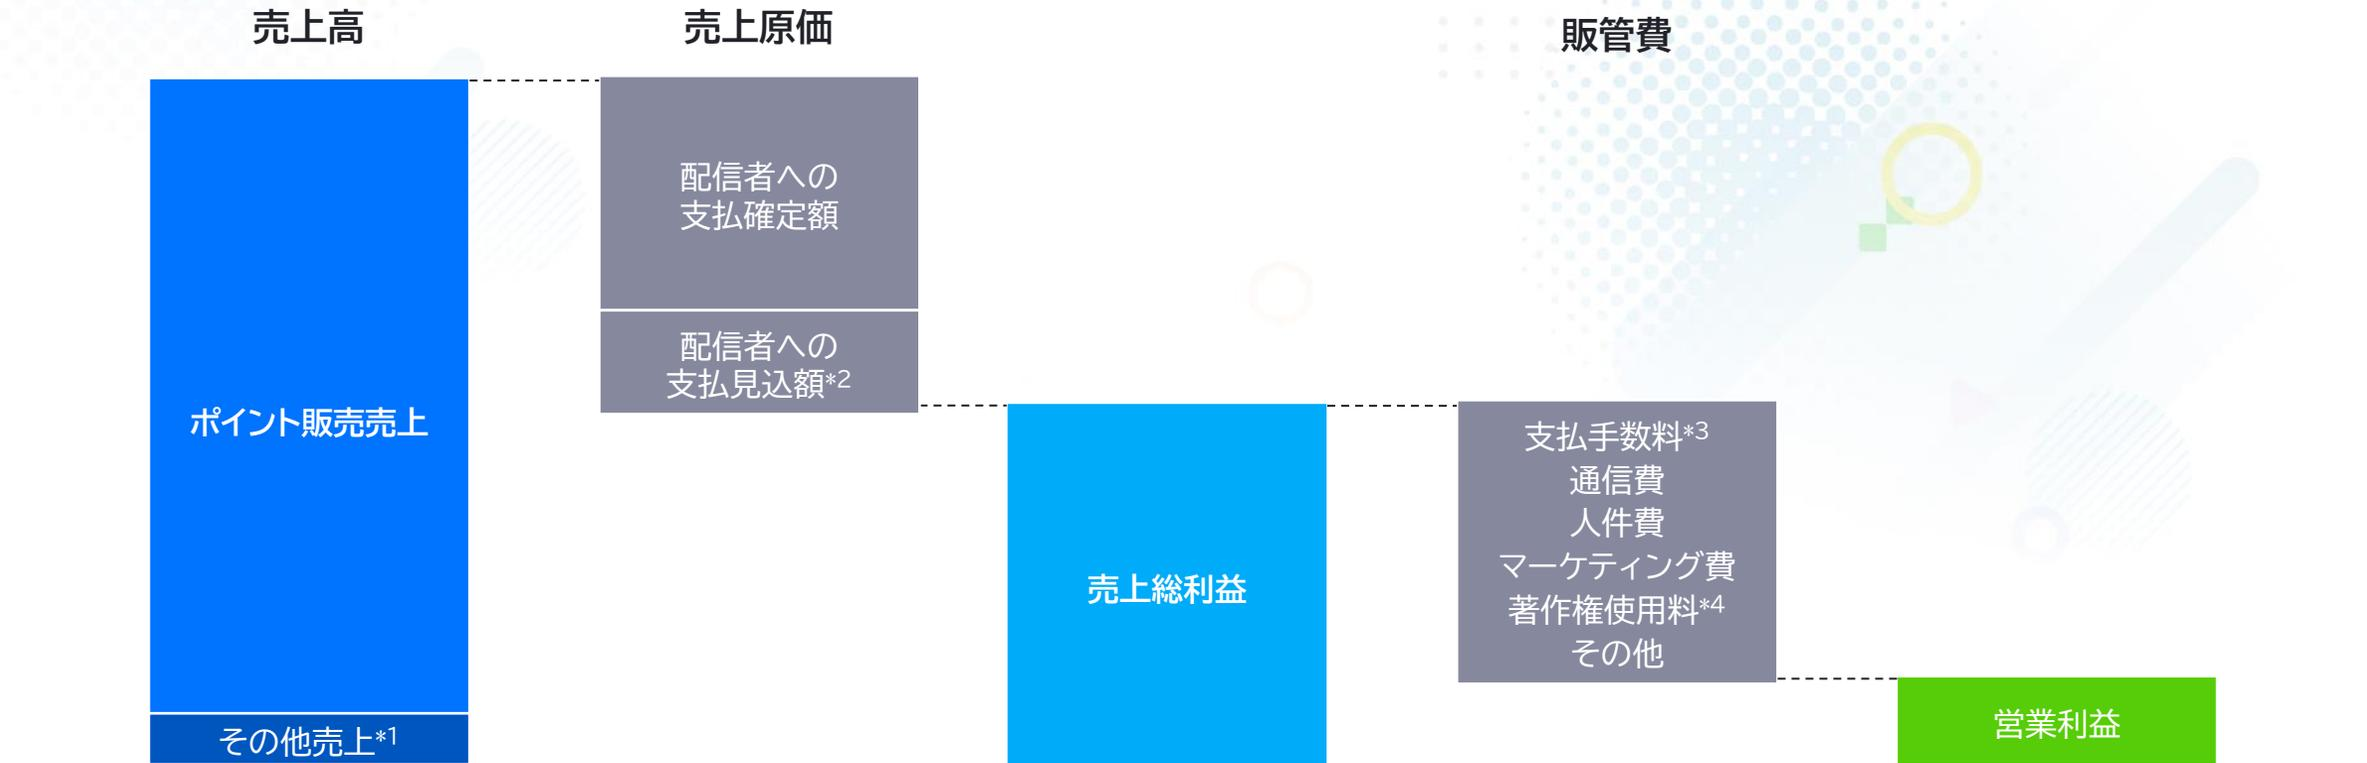 売上高
売上原価
販管費
配信者への
支払確定額
配信者への
支払見込額*2
ポイント販売売上
その他売上*1
売上総利益
支払手数料*3
通信費
人件費
マーケティング費
著作権使用料*4
その他
営業利益